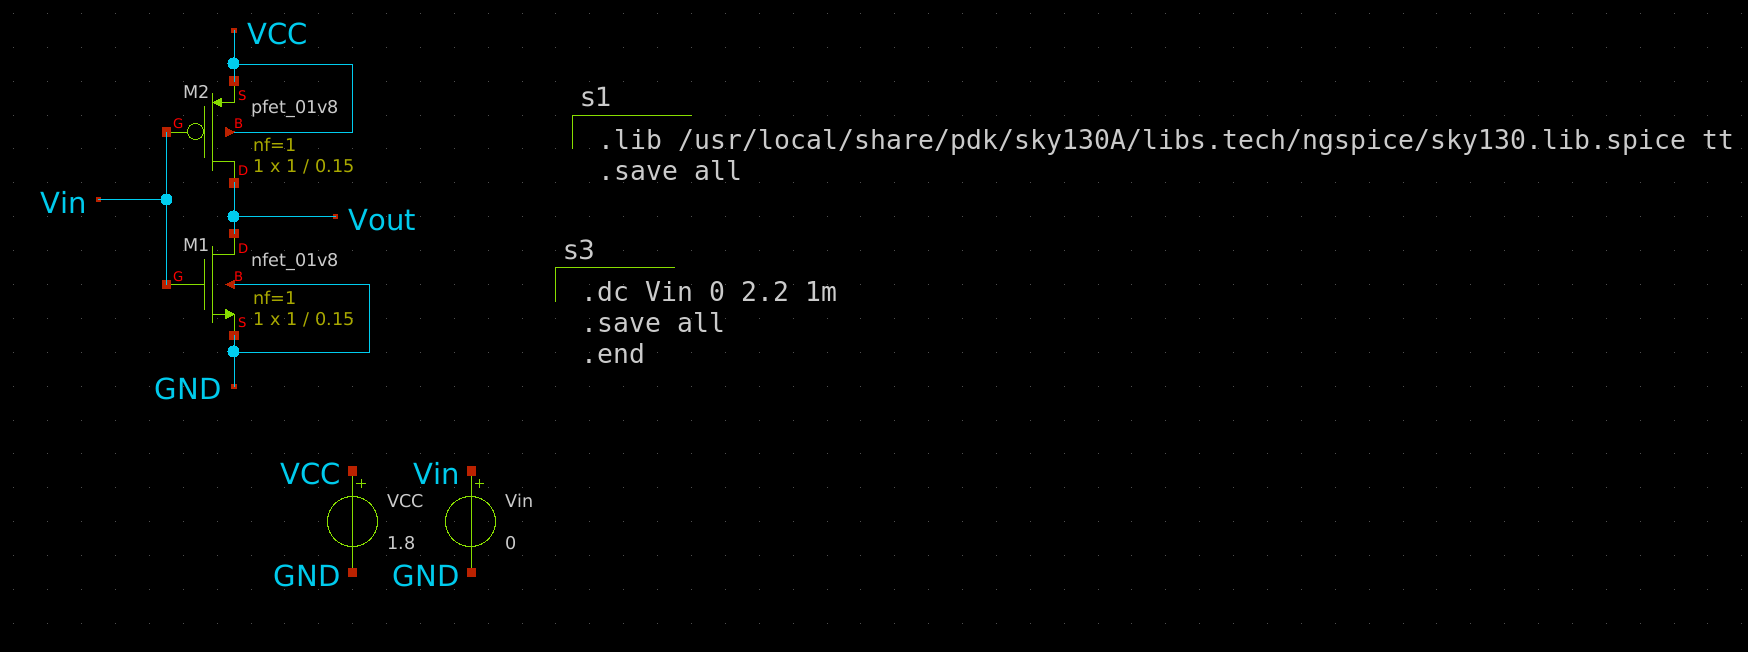 VCC
M2
S
pfet_01v8
G
B
nf=1
1 x 1 / 0.15
D
Vin
Vout
M1
D
nfet_01v8
G
B
nf=1
1 x 1 / 0.15
S
GND
s1
.lib /usr/local/share/pdk/sky130A/libs.tech/ngspice/sky130.lib.spice tt
.save all
s3
.dc Vin 0 2.2 1m
.save all
.end
VCC
+
VCC
1.8
GND
Vin
+
Vin
0
GND